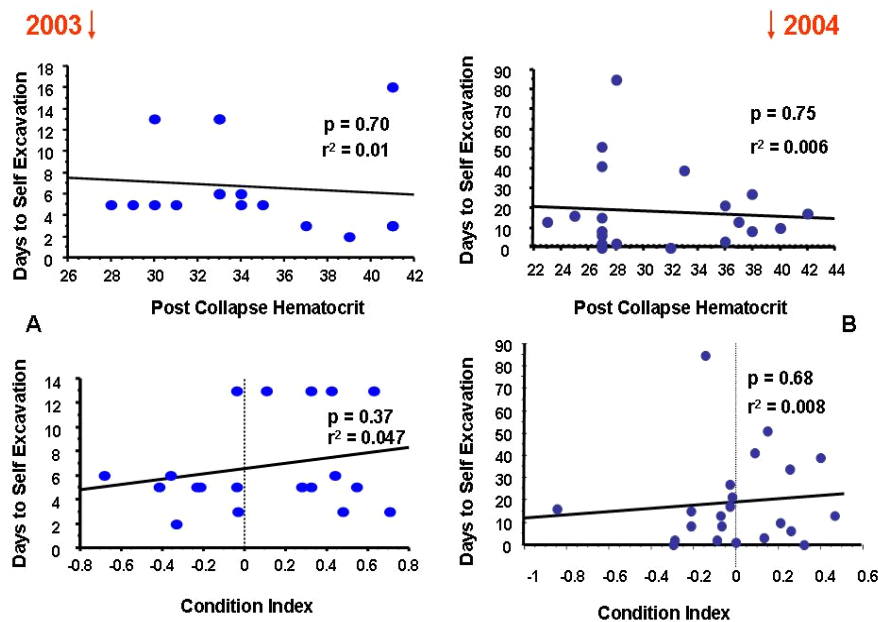 2003 ↓
↓ 2004
Days to Self Excavation
18
16
14
12
10
8
6
4
2
0
p = 0.70
r² = 0.01
26 28 30 32 34 36 38 40 42
Post Collapse Hematocrit
A
Days to Self Excavation
90
80
70
60
50
40
30
20
10
0
p = 0.75
r² = 0.006
22 24 26 28 30 32 34 36 38 40 42 44
Post Collapse Hematocrit
B
Days to Self Excavation
14
12
10
8
6
4
2
0
p = 0.37
r² = 0.047
-0.8 -0.6 -0.4 -0.2 0 0.2 0.4 0.6 0.8
Condition Index
Days to Self Excavation
90
80
70
60
50
40
30
20
10
0
p = 0.68
r² = 0.008
-1 -0.8 -0.6 -0.4 -0.2 0 0.2 0.4 0.6
Condition Index